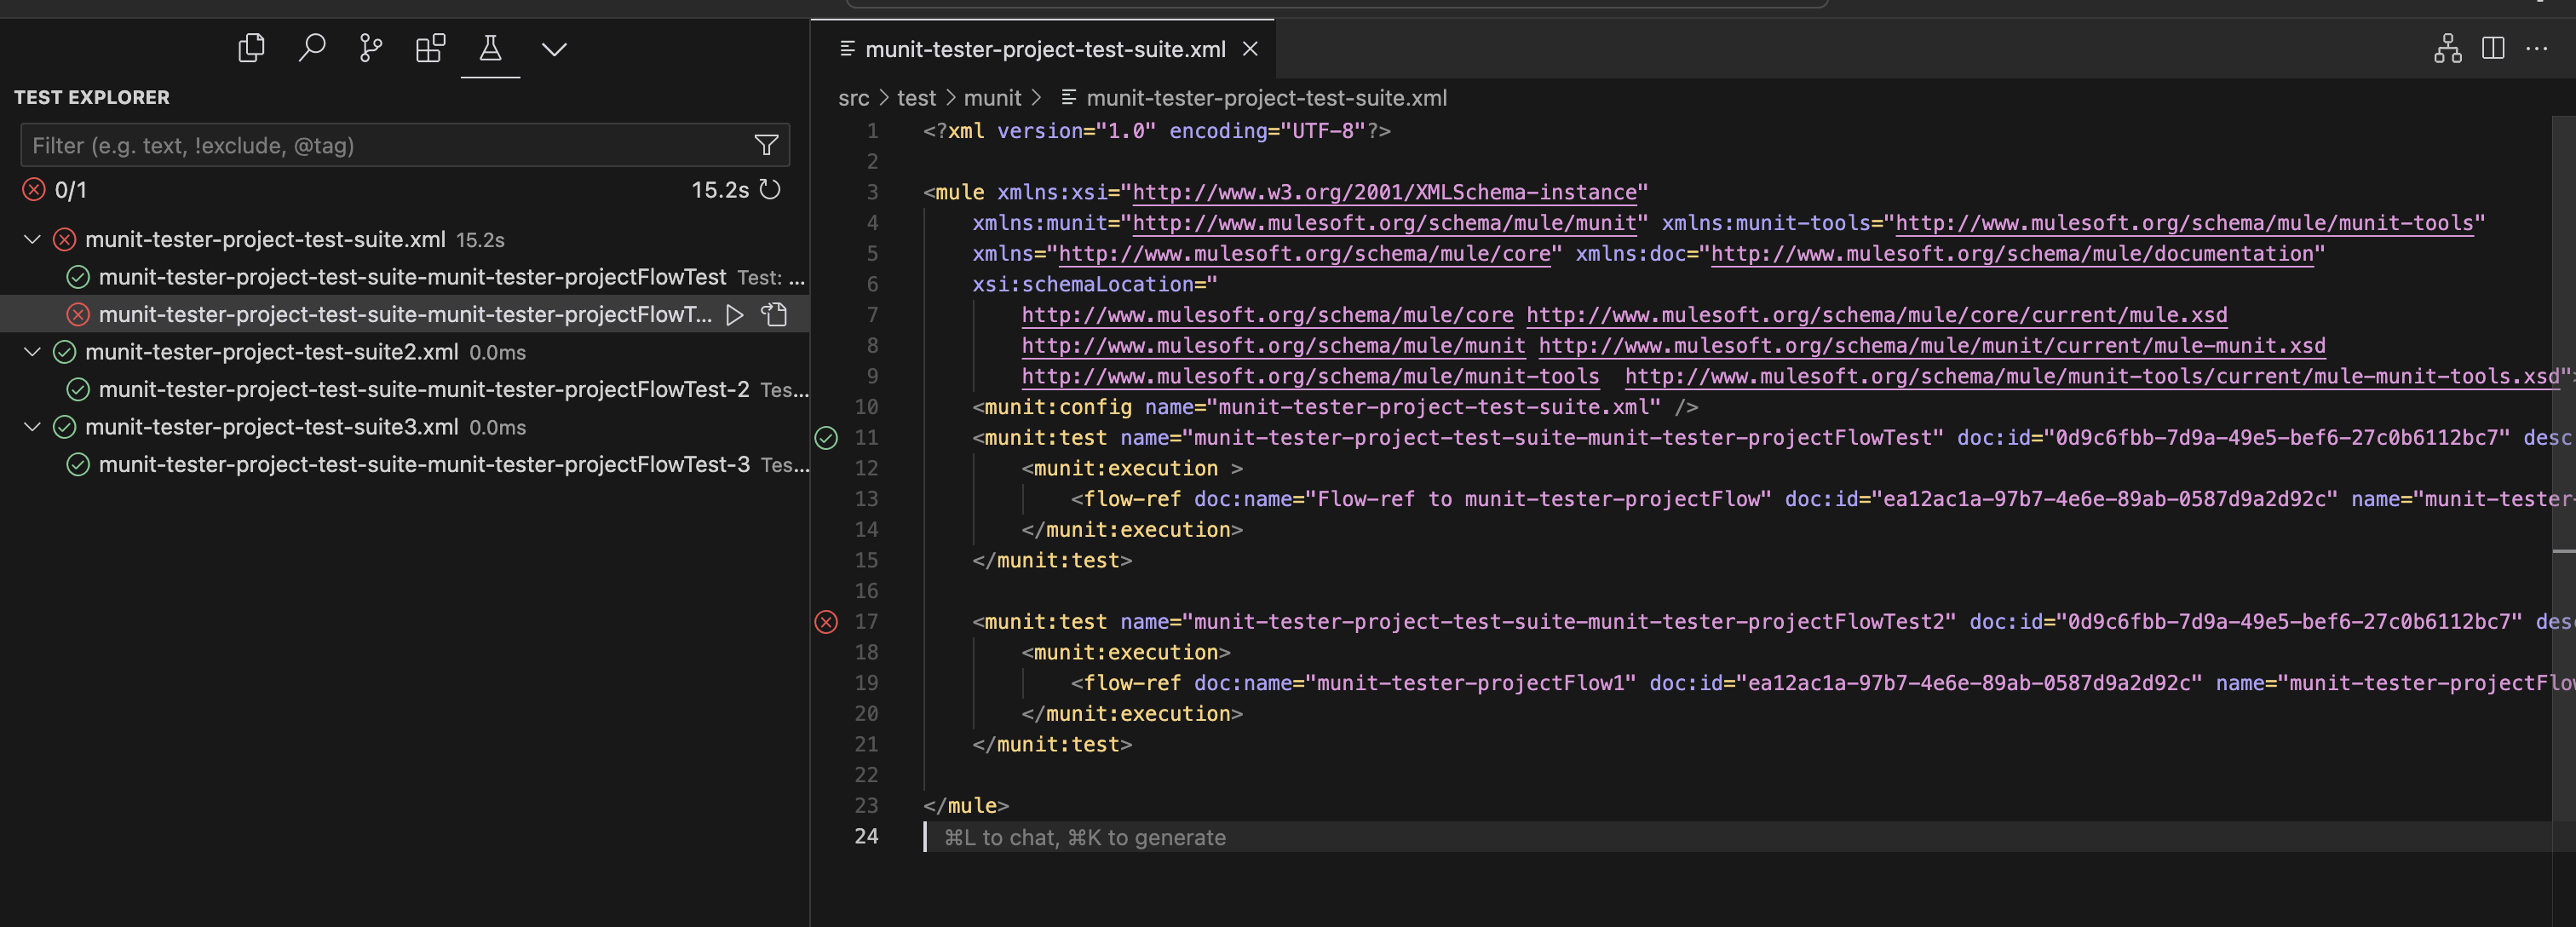 TEST EXPLORER
Filter (e.g. text, !exclude, @tag)
0/1 15.2s
munit-tester-project-test-suite.xml 15.2s
munit-tester-project-test-suite-munit-tester-projectFlowTest Test: ...
munit-tester-project-test-suite-munit-tester-projectFlowT...
munit-tester-project-test-suite2.xml 0.0ms
munit-tester-project-test-suite-munit-tester-projectFlowTest-2 Tes...
munit-tester-project-test-suite3.xml 0.0ms
munit-tester-project-test-suite-munit-tester-projectFlowTest-3 Tes...
munit-tester-project-test-suite.xml
src > test > munit > munit-tester-project-test-suite.xml
1 <?xml version="1.0" encoding="UTF-8"?>
2
3 <mule xmlns:xsi="http://www.w3.org/2001/XMLSchema-instance"
4 xmlns:munit="http://www.mulesoft.org/schema/mule/munit" xmlns:munit-tools="http://www.mulesoft.org/schema/mule/munit-tools"
5 xmlns="http://www.mulesoft.org/schema/mule/core" xmlns:doc="http://www.mulesoft.org/schema/mule/documentation"
6 xsi:schemaLocation="
7 http://www.mulesoft.org/schema/mule/core http://www.mulesoft.org/schema/mule/core/current/mule.xsd
8 http://www.mulesoft.org/schema/mule/munit http://www.mulesoft.org/schema/mule/munit/current/mule-munit.xsd
9 http://www.mulesoft.org/schema/mule/munit-tools http://www.mulesoft.org/schema/mule/munit-tools/current/mule-munit-tools.xsd">
10 <munit:config name="munit-tester-project-test-suite.xml" />
11 <munit:test name="munit-tester-project-test-suite-munit-tester-projectFlowTest" doc:id="0d9c6fbb-7d9a-49e5-bef6-27c0b6112bc7" desc
12 <munit:execution >
13 <flow-ref doc:name="Flow-ref to munit-tester-projectFlow" doc:id="ea12ac1a-97b7-4e6e-89ab-0587d9a2d92c" name="munit-tester-
14 </munit:execution>
15 </munit:test>
16
17 <munit:test name="munit-tester-project-test-suite-munit-tester-projectFlowTest2" doc:id="0d9c6fbb-7d9a-49e5-bef6-27c0b6112bc7" des
18 <munit:execution>
19 <flow-ref doc:name="munit-tester-projectFlow1" doc:id="ea12ac1a-97b7-4e6e-89ab-0587d9a2d92c" name="munit-tester-projectFlow
20 </munit:execution>
21 </munit:test>
22
23 </mule>
24 ⌘L to chat, ⌘K to generate